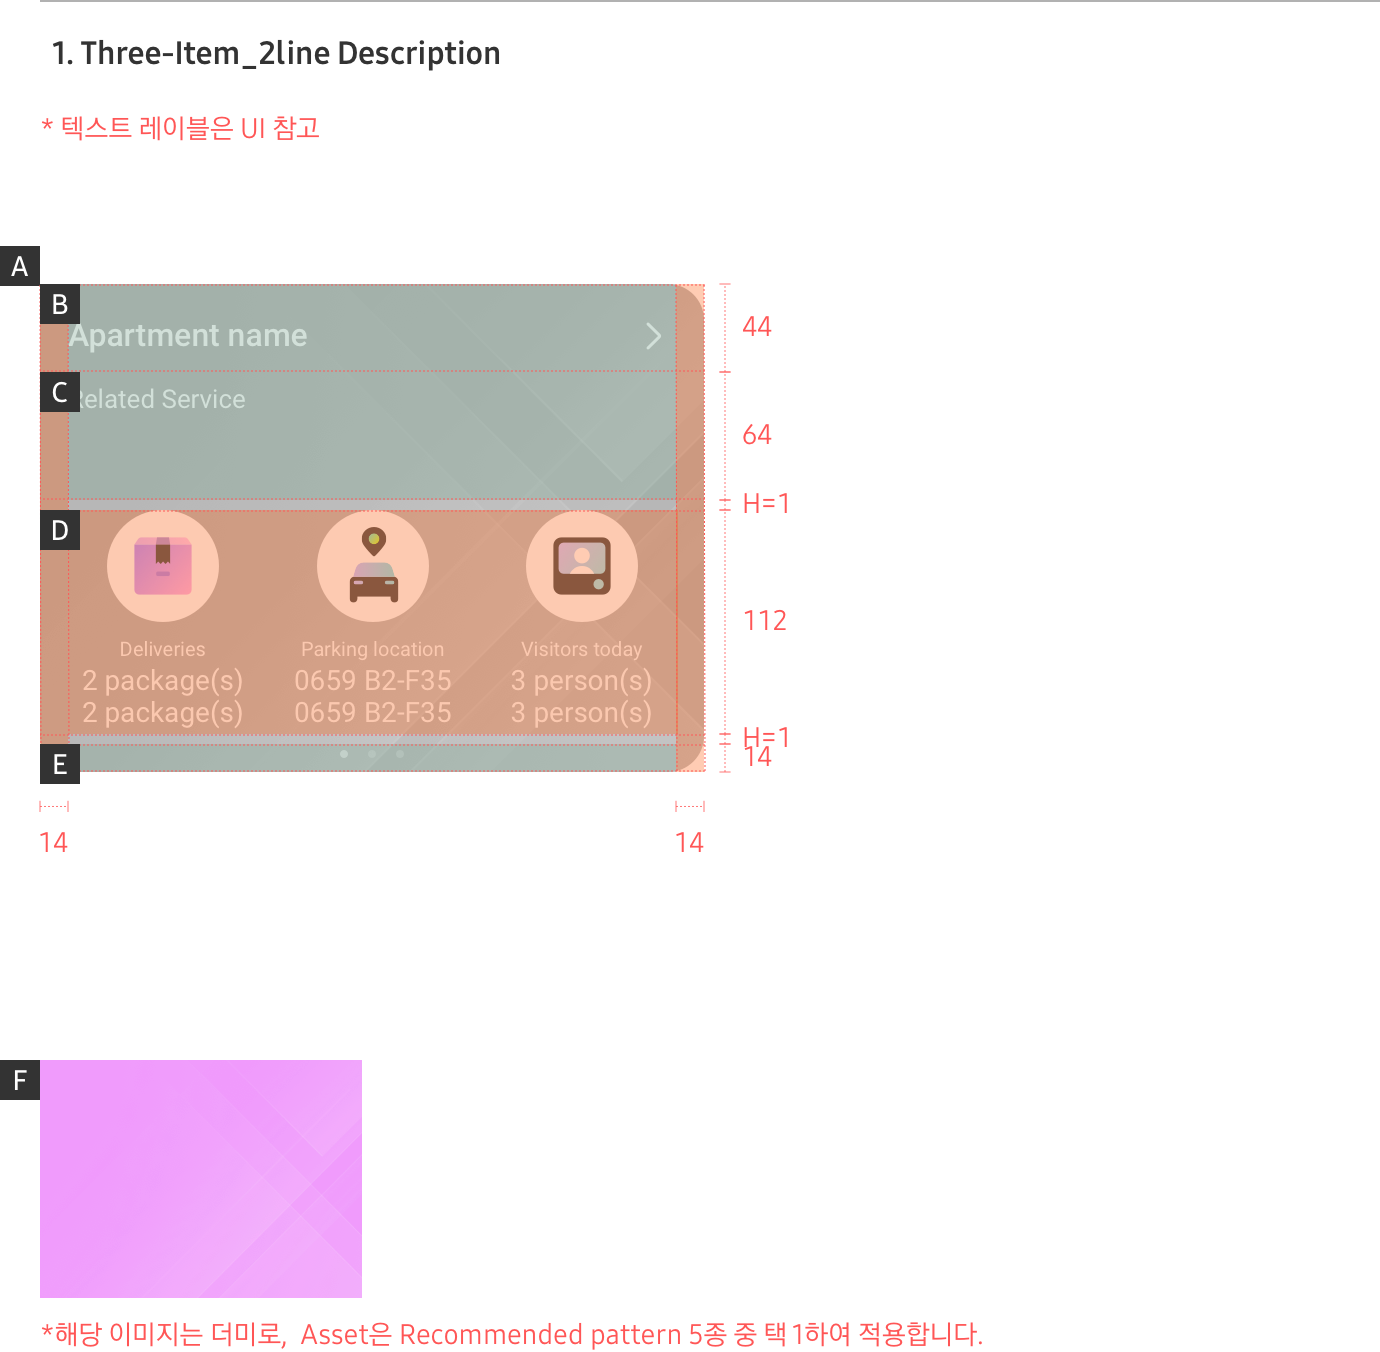 1. Three-Item_2line Description
* 텍스트 레이블은 UI 참고
A
B
Apartment name
44
C
Related Service
64
H=1
D
112
Deliveries Parking location Visitors today
2 package(s) 0659 B2-F35 3 person(s)
2 package(s) 0659 B2-F35 3 person(s)
H=1
14
E
14 14
F
*해당 이미지는 더미로, Asset은 Recommended pattern 5종 중 택 1하여 적용합니다.